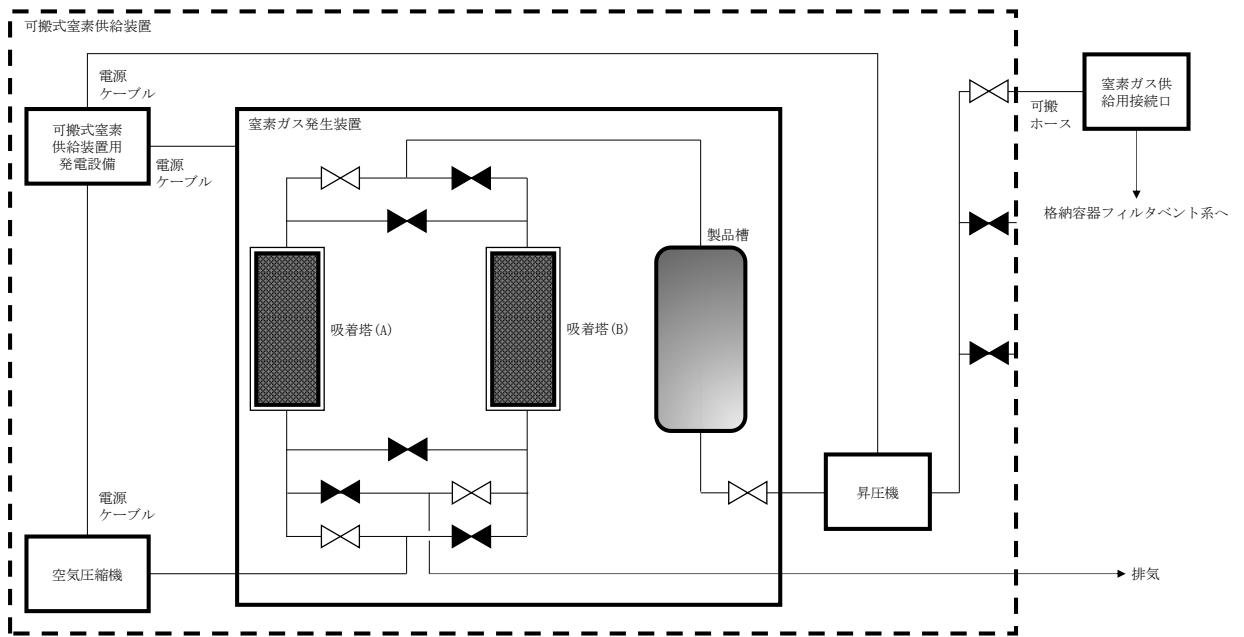 可搬式窒素供給装置
電源
ケーブル
可搬式窒素
供給装置用
発電設備
電源
ケーブル
窒素ガス発生装置
製品槽
吸着塔(A)
吸着塔(B)
窒素ガス供
給用接続口
可搬
ホース
格納容器フィルタベント系へ
電源
ケーブル
空気圧縮機
昇圧機
排気